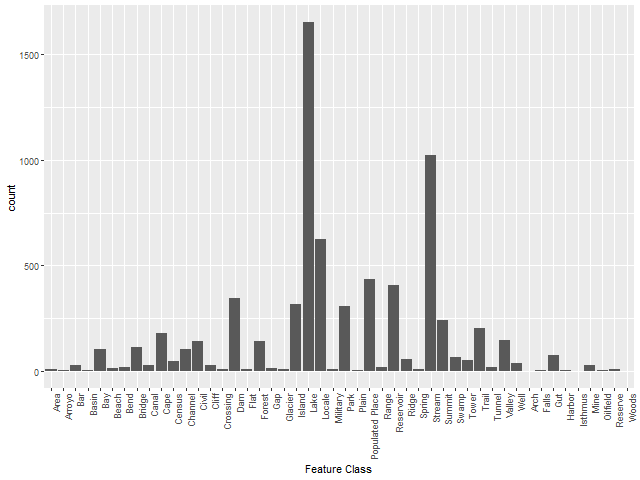 1500
1000
500
0
count
Area
Arroyo
Bar
Basin
Bay
Beach
Bend
Bridge
Canal
Cape
Census
Channel
Civil
Cliff
Crossing
Dam
Flat
Forest
Gap
Glacier
Island
Lake
Locale
Military
Park
Plain
Populated Place
Range
Reservoir
Ridge
Spring
Stream
Summit
Swamp
Tower
Trail
Tunnel
Valley
Well
Arch
Falls
Gut
Harbor
Isthmus
Mine
Oilfield
Reserve
Woods
Feature Class